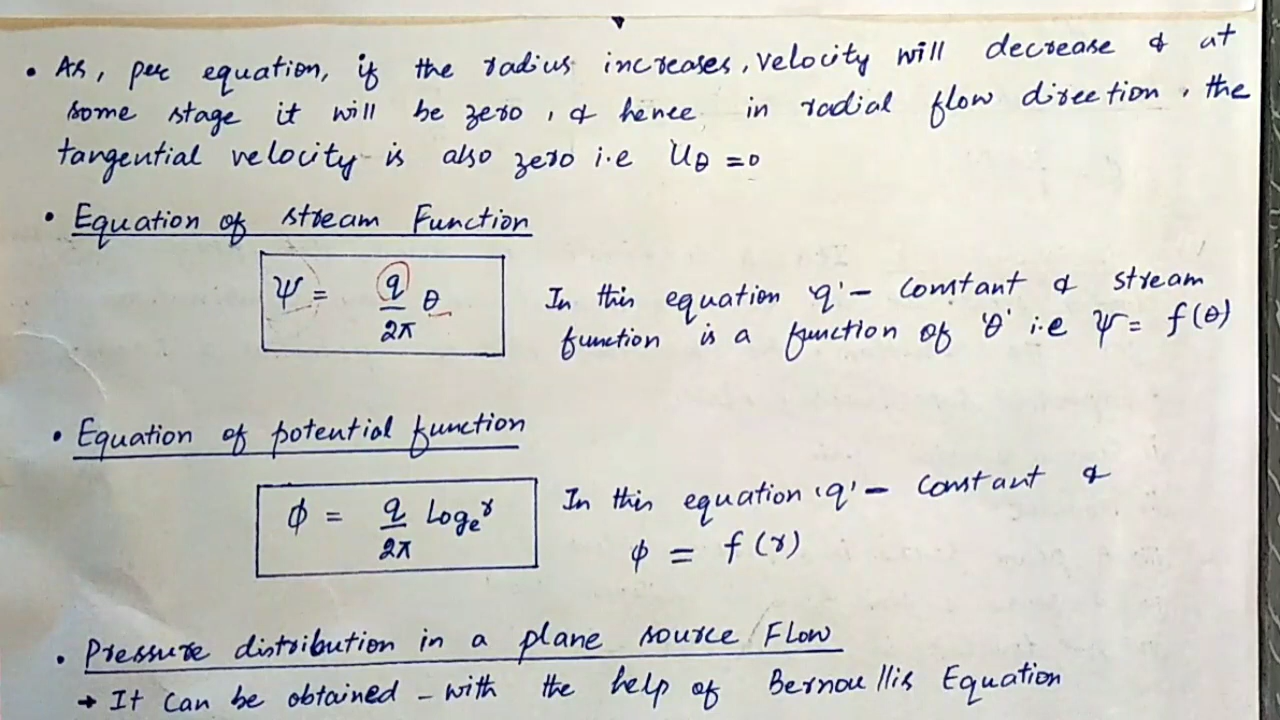 • As, per equation, if the radius increases, velocity will decrease & at
some stage it will be zero, & hence in radial flow direction, the
tangential velocity is also zero i.e Uθ = 0
• Equation of stream Function
ψ = q/2π θ
In this equation 'q' - constant & stream
function is a function of 'θ' i.e ψ = f(θ)
• Equation of potential function
ϕ = q/2π Logₑr
In this equation 'q' - constant &
ϕ = f(r)
• Pressure distribution in a plane source Flow
→ It can be obtained - with the help of Bernoullis Equation